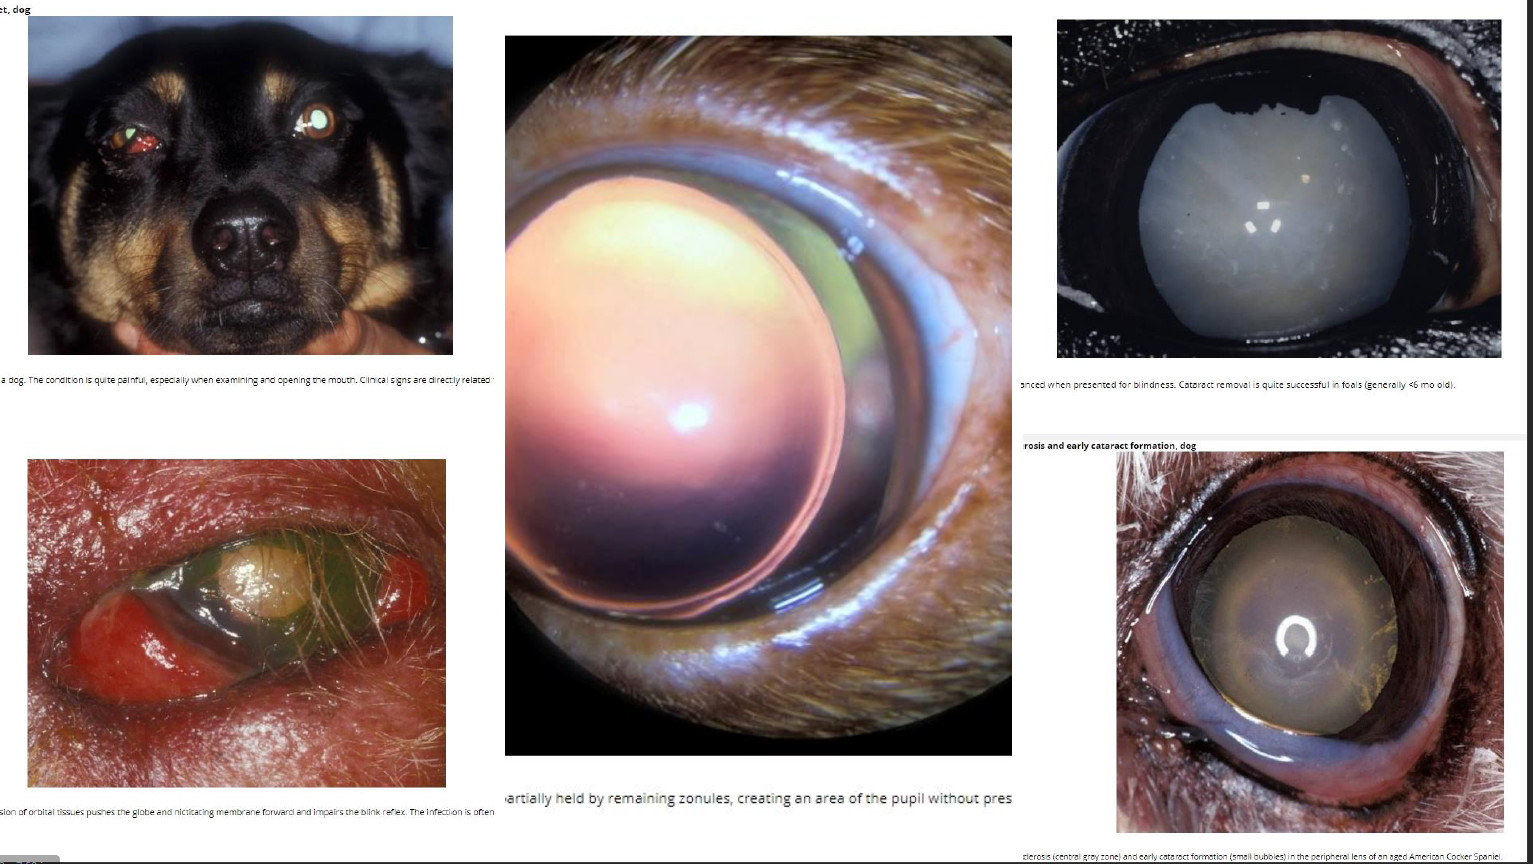 et, dog
a dog. The condition is quite painful, especially when examining and opening the mouth. Clinical signs are directly related
sion of orbital tissues pushes the globe and nictitating membrane forward and impairs the blink reflex. The infection is often
partially held by remaining zonules, creating an area of the pupil without pres
anced when presented for blindness. Cataract removal is quite successful in foals (generally <6 mo old).
rosis and early cataract formation, dog
clerosis (central gray zone) and early cataract formation (small bubbles) in the peripheral lens of an aged American Cocker Spaniel.